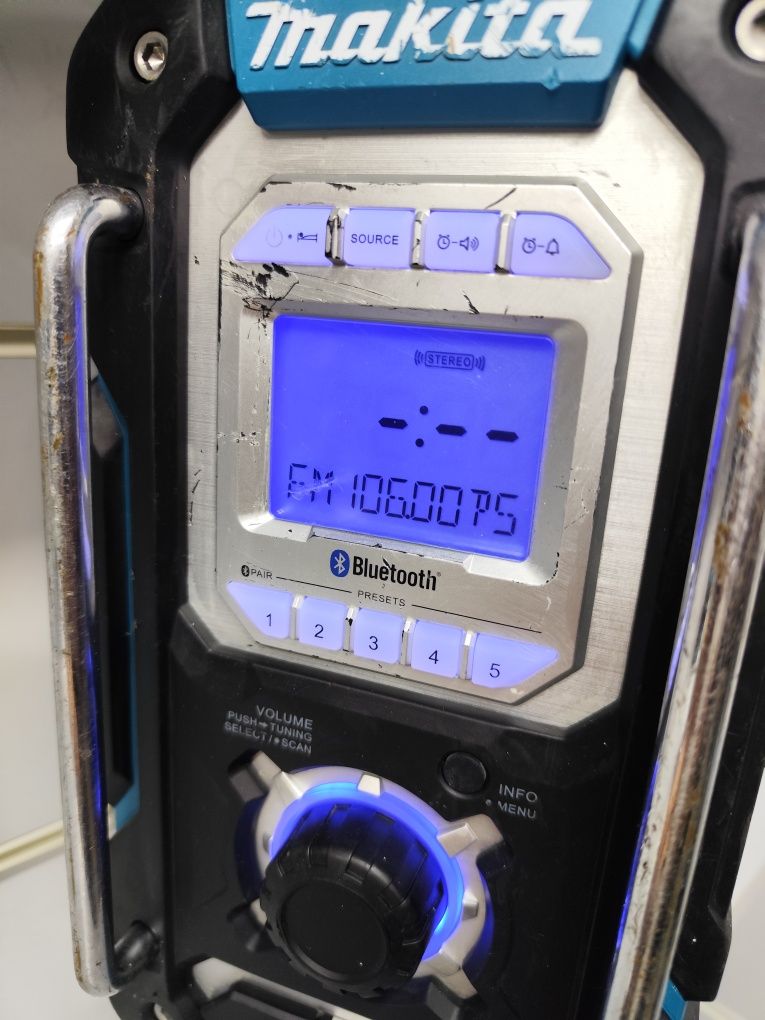 makita
SOURCE
STEREO
-:--
FM 106.00 PS
Bluetooth®
PAIR
PRESETS
1 2 3 4 5
VOLUME
PUSH→TUNING
SELECT/•SCAN
INFO
• MENU